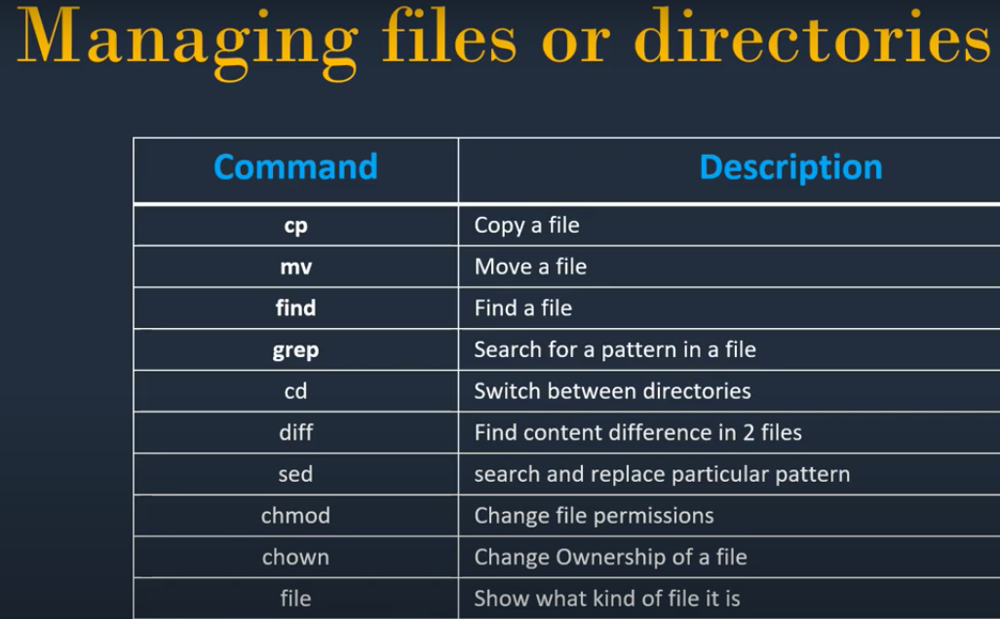 Managing files or directories
Command Description
cp Copy a file
mv Move a file
find Find a file
grep Search for a pattern in a file
cd Switch between directories
diff Find content difference in 2 files
sed search and replace particular pattern
chmod Change file permissions
chown Change Ownership of a file
file Show what kind of file it is